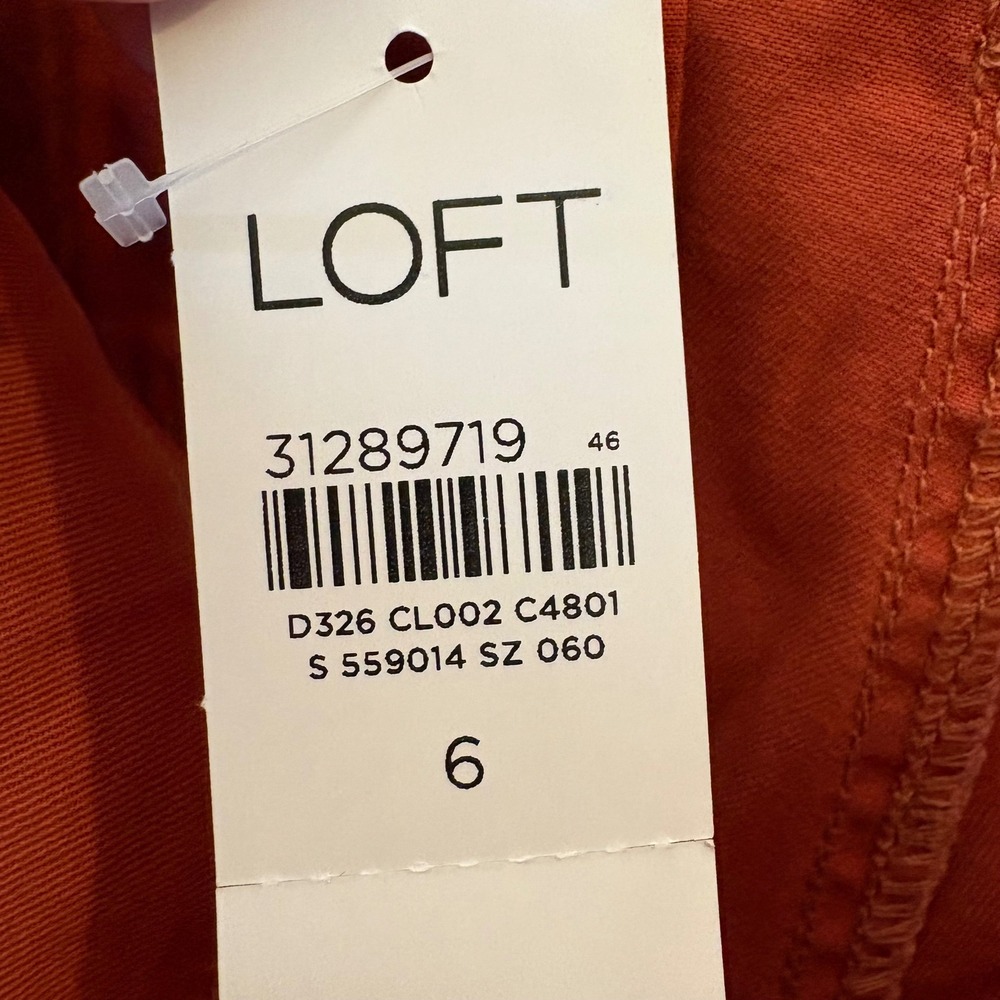 LOFT
31289719 46
D326 CL002 C4801
S 559014 SZ 060
6